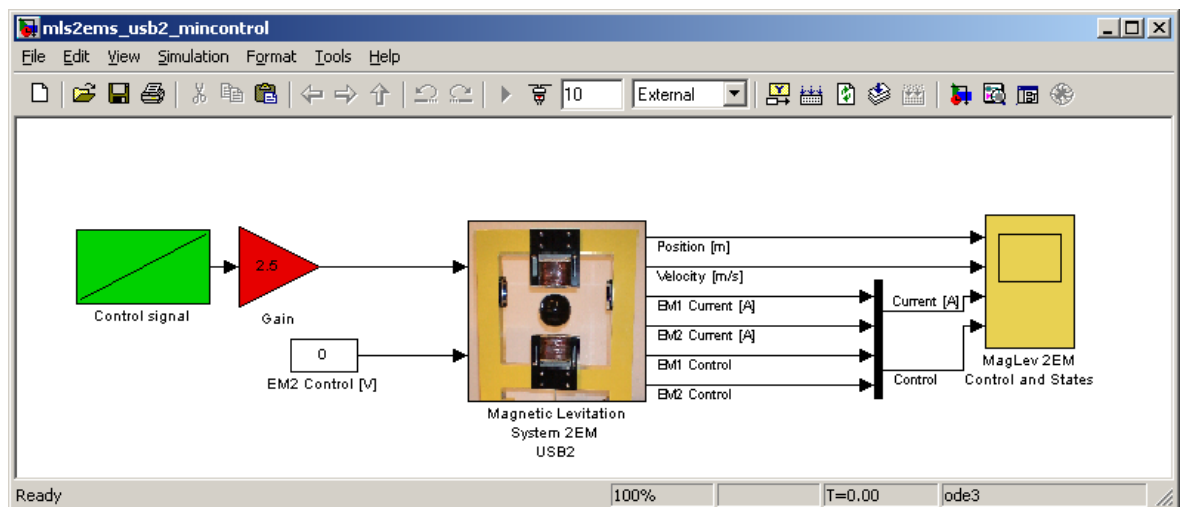 mls2ems_usb2_mincontrol
File Edit View Simulation Format Tools Help
10 External
Position [m]
Velocity [m/s]
EM1 Current [A]
EM2 Current [A]
EM1 Control
EM2 Control
2.5
Control signal
Gain
0
EM2 Control [V]
Magnetic Levitation
System 2EM
USB2
Current [A]
Control
MagLev 2EM
Control and States
Ready 100% T=0.00 ode3